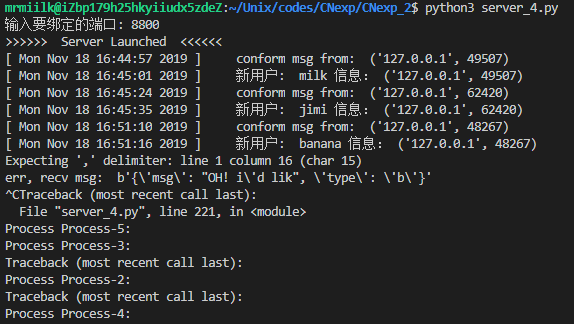 mrmiilk@iZbp179h25hkyiiudx5zdeZ:~/Unix/codes/CNexp/CNexp_2$ python3 server_4.py
输入要绑定的端口: 8800
>>>>>>  Server Launched  <<<<<<
[ Mon Nov 18 16:44:57 2019 ]     conform msg from:  ('127.0.0.1', 49507)
[ Mon Nov 18 16:45:01 2019 ]     新用户:  milk 信息:  ('127.0.0.1', 49507)
[ Mon Nov 18 16:45:24 2019 ]     conform msg from:  ('127.0.0.1', 62420)
[ Mon Nov 18 16:45:35 2019 ]     新用户:  jimi 信息:  ('127.0.0.1', 62420)
[ Mon Nov 18 16:51:10 2019 ]     conform msg from:  ('127.0.0.1', 48267)
[ Mon Nov 18 16:51:16 2019 ]     新用户:  banana 信息:  ('127.0.0.1', 48267)
Expecting ',' delimiter: line 1 column 16 (char 15)
err, recv msg:  b'{\'msg\': "OH! i\'d lik", \'type\': \'b\'}'
^CTraceback (most recent call last):
  File "server_4.py", line 221, in <module>
Process Process-5:
Process Process-3:
Traceback (most recent call last):
Process Process-2:
Traceback (most recent call last):
Process Process-4: